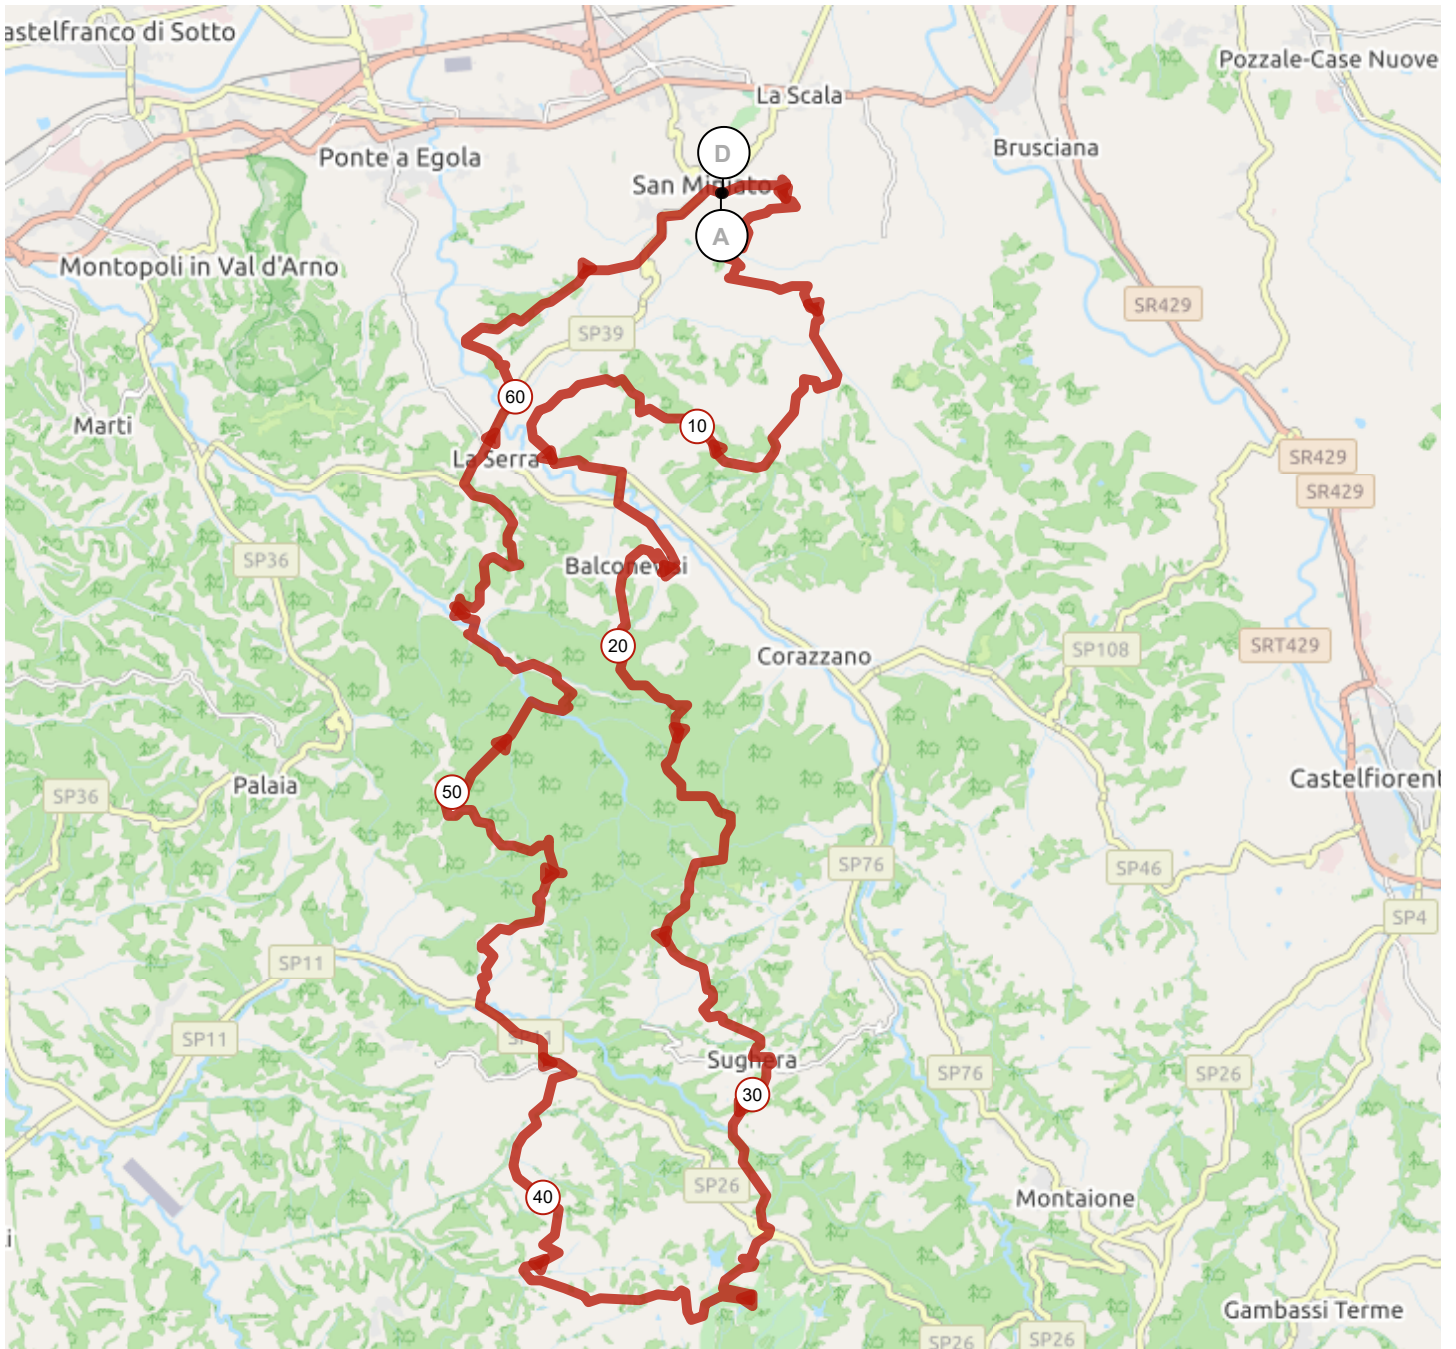 astelfranco di Sotto
Pozzale-Case Nuove
La Scala
Brusciana
Ponte a Egola
D
San Miniato
A
Montopoli in Val d'Arno
SR429
SP39
60
Marti
10
La Serra
SR429
SR429
SP36
Balconevisi
20
SP108
SRT429
Corazzano
Palaia
SP36
50
Castelfiorent
SP76
SP46
SP4
SP11
SP11
SP11
Sughera
SP76
SP26
30
SP26
40
Montaione
i
Gambassi Terme
SP26
SP26